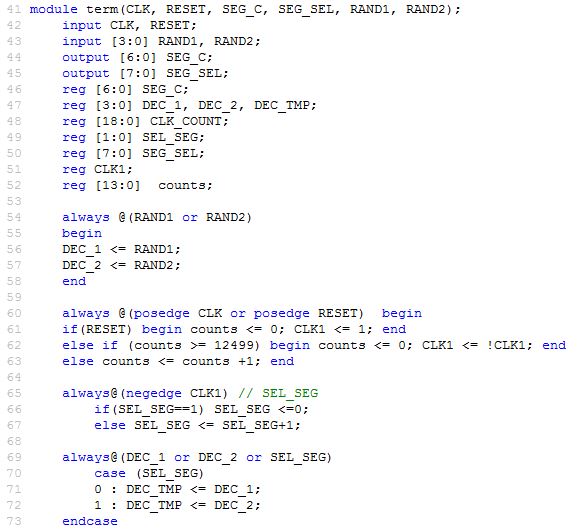 41 module term(CLK, RESET, SEG_C, SEG_SEL, RAND1, RAND2);
42 input CLK, RESET;
43 input [3:0] RAND1, RAND2;
44 output [6:0] SEG_C;
45 output [7:0] SEG_SEL;
46 reg [6:0] SEG_C;
47 reg [3:0] DEC_1, DEC_2, DEC_TMP;
48 reg [18:0] CLK_COUNT;
49 reg [1:0] SEL_SEG;
50 reg [7:0] SEG_SEL;
51 reg CLK1;
52 reg [13:0]  counts;
53
54 always @(RAND1 or RAND2)
55 begin
56 DEC_1 <= RAND1;
57 DEC_2 <= RAND2;
58 end
59
60 always @(posedge CLK or posedge RESET)  begin
61 if(RESET) begin counts <= 0; CLK1 <= 1; end
62 else if (counts >= 12499) begin counts <= 0; CLK1 <= !CLK1; end
63 else counts <= counts +1; end
64
65 always@(negedge CLK1) // SEL_SEG
66 if(SEL_SEG==1) SEL_SEG <=0;
67 else SEL_SEG <= SEL_SEG+1;
68
69 always@(DEC_1 or DEC_2 or SEL_SEG)
70 case (SEL_SEG)
71 0 : DEC_TMP <= DEC_1;
72 1 : DEC_TMP <= DEC_2;
73 endcase